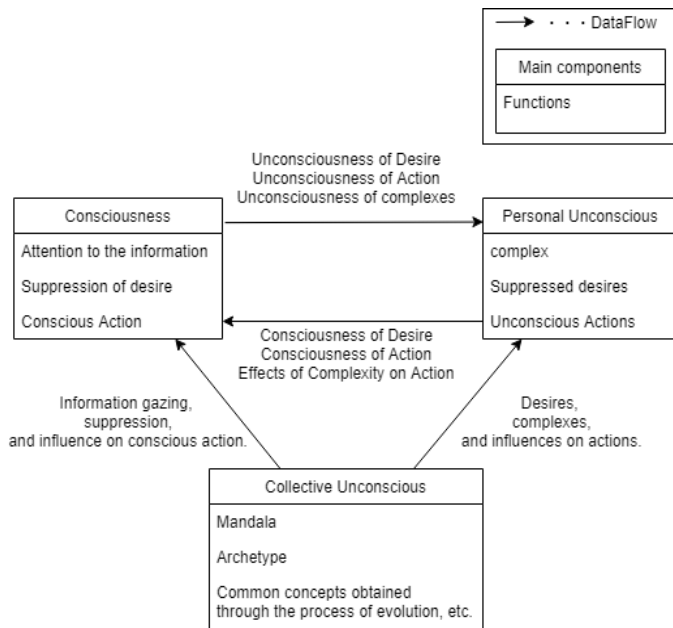 · · · DataFlow
Main components
Functions
Unconsciousness of Desire
Unconsciousness of Action
Unconsciousness of complexes
Consciousness
Attention to the information
Suppression of desire
Conscious Action
Personal Unconscious
complex
Suppressed desires
Unconscious Actions
Consciousness of Desire
Consciousness of Action
Effects of Complexity on Action
Information gazing,
suppression,
and influence on conscious action.
Desires,
complexes,
and influences on actions.
Collective Unconscious
Mandala
Archetype
Common concepts obtained
through the process of evolution, etc.